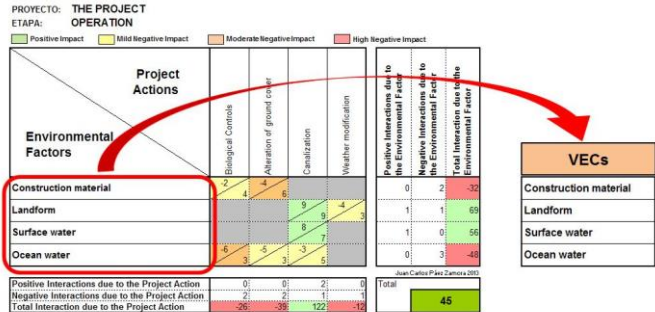 PROYECTO: THE PROJECT
ETAPA: OPERATION
Positive Impact Mild Negative Impact Moderate Negative Impact High Negative Impact
Project Actions
Environmental Factors
Biological Controls
Alteration of ground cover
Canalization
Weather modification
Positive Interactions due to the Environmental Factor
Negative Interactions due to the Environmental Factor
Total Interaction due to the Environmental Factor
VECs
Construction material -2 4 -4 6 0 2 -32 Construction material
Landform 9 9 -4 3 1 1 69 Landform
Surface water 8 7 1 0 56 Surface water
Ocean water -6 3 -5 3 -3 5 0 3 -48 Ocean water
Juan Carlos Páez Zamora 2013
Positive Interactions due to the Project Action 0 0 2 0 Total
Negative Interactions due to the Project Action 2 2 1 1 45
Total Interaction due to the Project Action -26 -39 122 -12